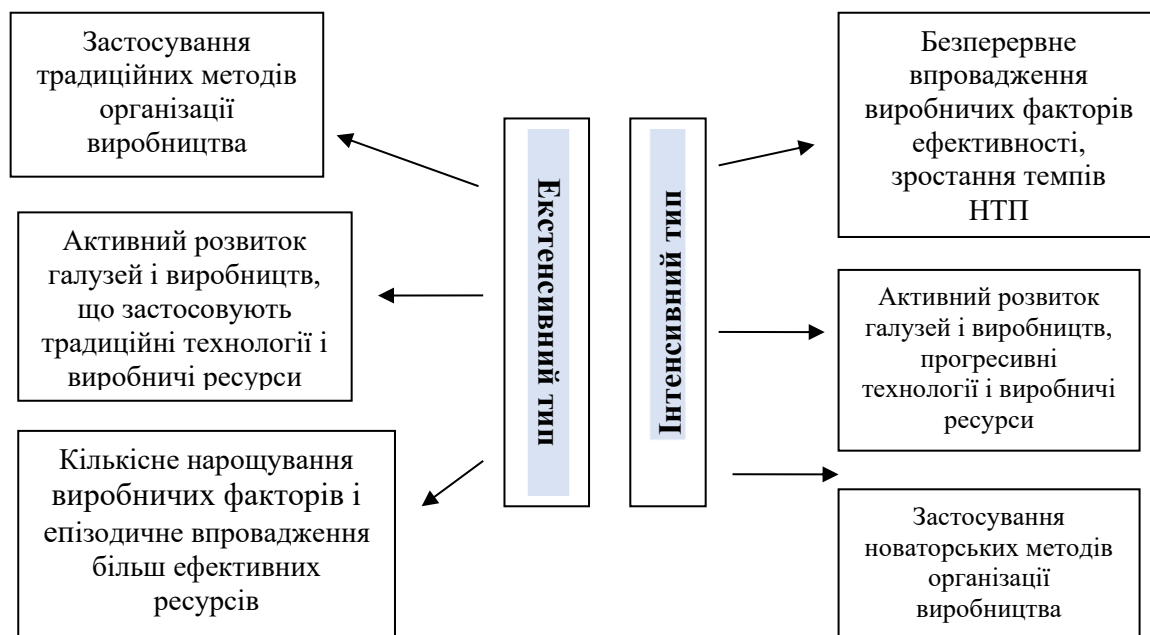 Застосування
традиційних методів
організації
виробництва
Активний розвиток
галузей і виробництв,
що застосовують
традиційні технології і
виробничі ресурси
Кількісне нарощування
виробничих факторів і
епізодичне впровадження
більш ефективних
ресурсів
Екстенсивний тип
Інтенсивний тип
Безперервне
впровадження
виробничих факторів
ефективності,
зростання темпів
НТП
Активний розвиток
галузей і виробництв,
прогресивні
технології і виробничі
ресурси
Застосування
новаторських методів
організації
виробництва